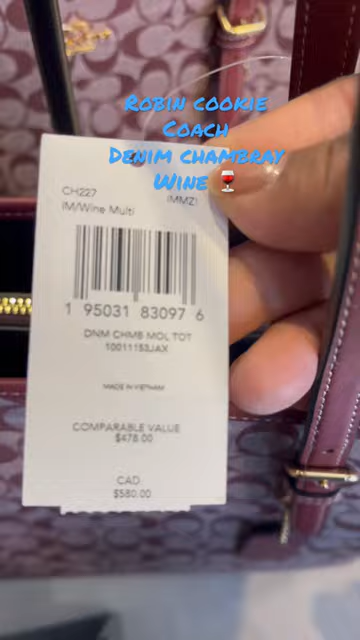 Robin cookie
Coach
Denim chambray
Wine 🍷
CH227 (MMZ)
IM/Wine Multi
1 95031 83097 6
DNM CHMB MOL TOT
10011153JAX
MADE IN VIETNAM
COMPARABLE VALUE
$478.00
CAD.
$580.00